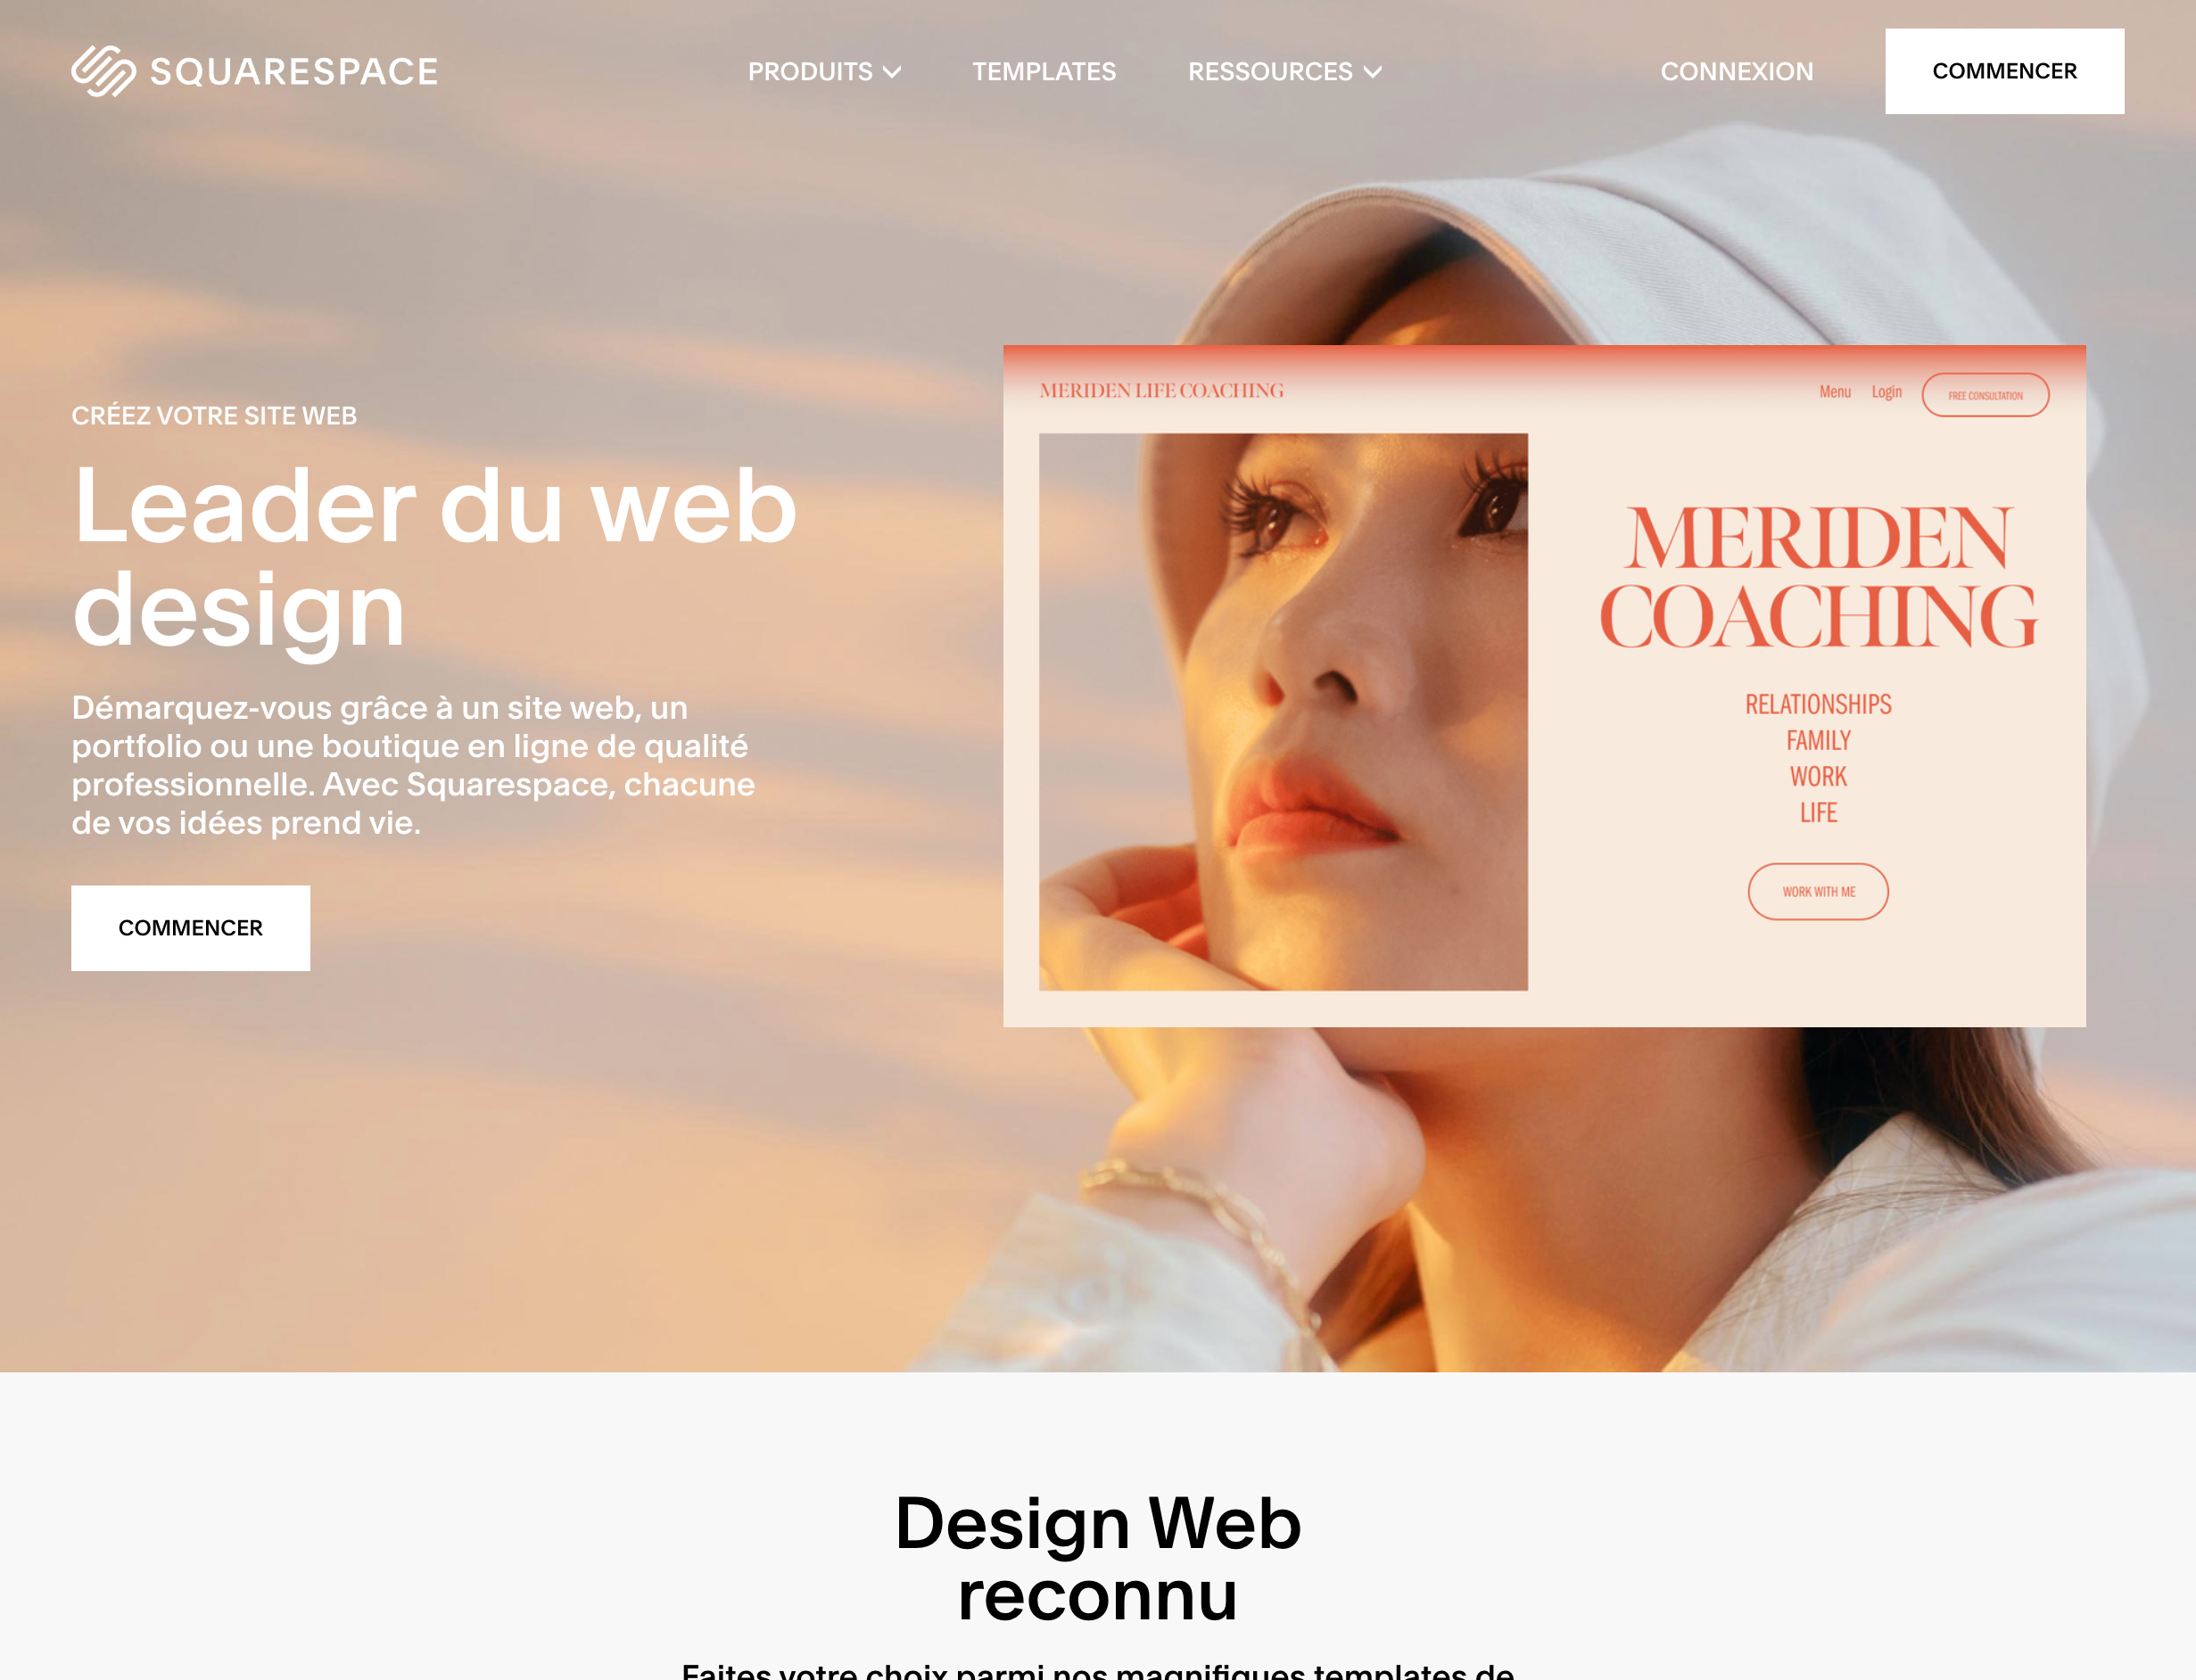 SQUARESPACE
PRODUITS
TEMPLATES
RESSOURCES
CONNEXION
COMMENCER
CRÉEZ VOTRE SITE WEB
Leader du web
design
Démarquez-vous grâce à un site web, un
portfolio ou une boutique en ligne de qualité
professionnelle. Avec Squarespace, chacune
de vos idées prend vie.
COMMENCER
MERIDEN LIFE COACHING
Menu
Login
FREE CONSULTATION
MERIDEN
COACHING
RELATIONSHIPS
FAMILY
WORK
LIFE
WORK WITH ME
Design Web
reconnu
Faites votre choix parmi nos magnifiques templates de